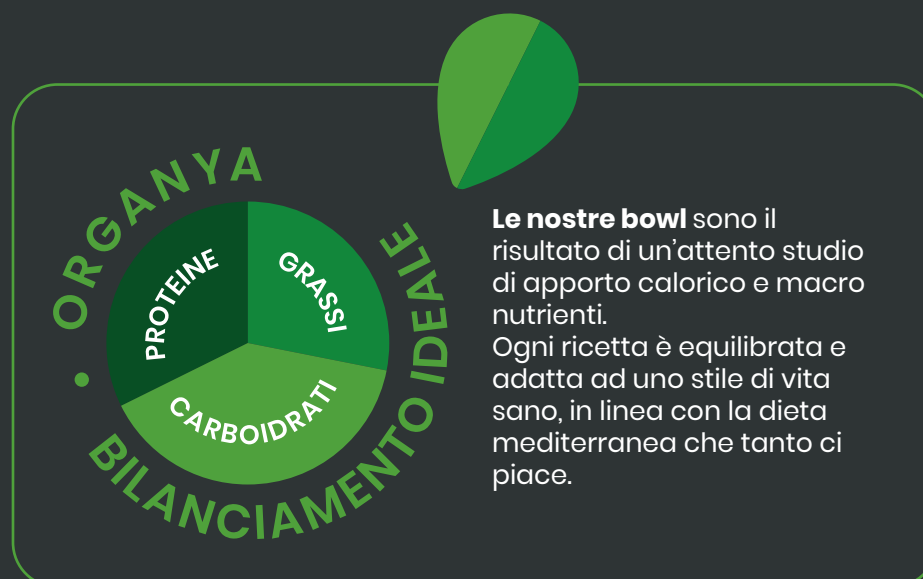 ORGANYA
• BILANCIAMENTO IDEALE
PROTEINE
GRASSI
CARBOIDRATI
Le nostre bowl sono il
risultato di un'attento studio
di apporto calorico e macro
nutrienti.
Ogni ricetta è equilibrata e
adatta ad uno stile di vita
sano, in linea con la dieta
mediterranea che tanto ci
piace.